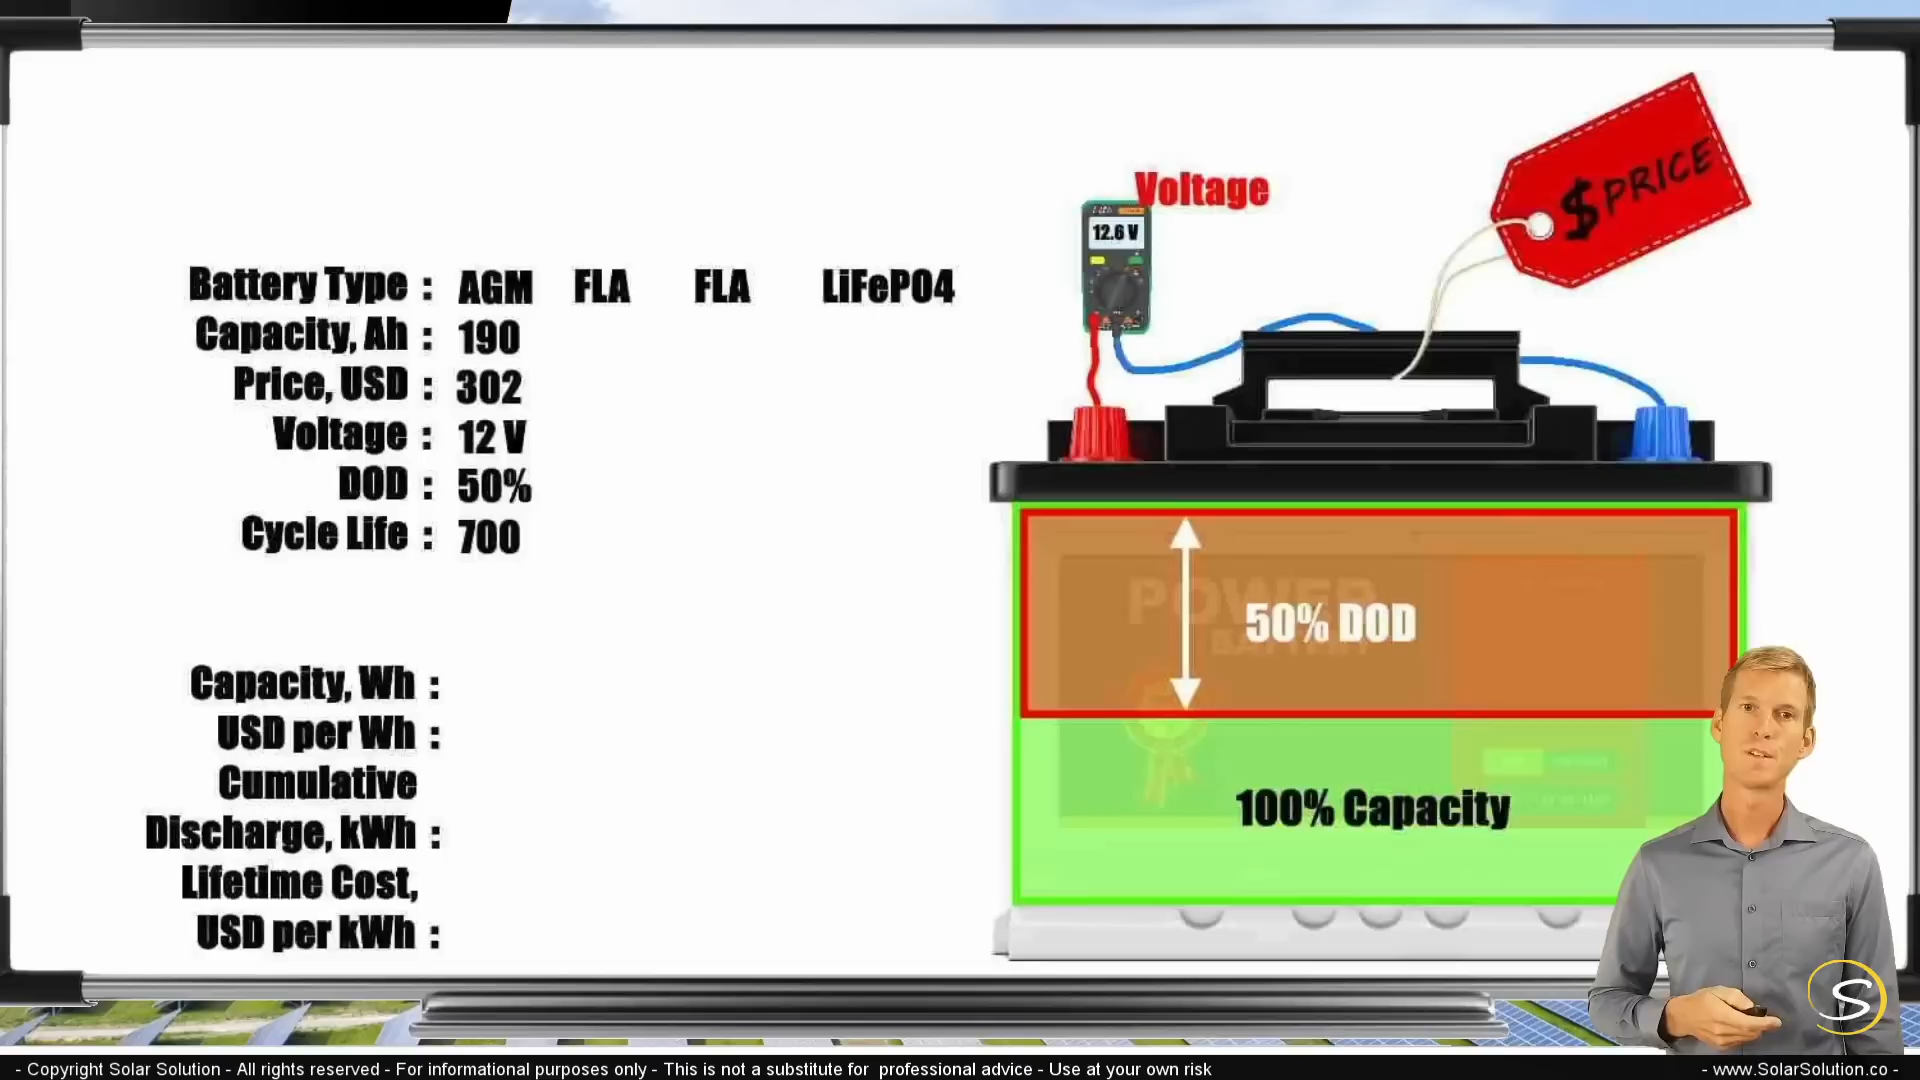 $ PRICE
Voltage
12.6 V
Battery Type : AGM FLA FLA LiFePO4
Capacity, Ah : 190
Price, USD : 302
Voltage : 12 V
DOD : 50%
Cycle Life : 700
POWER
BATTERY
50% DOD
Capacity, Wh :
USD per Wh :
Cumulative
Discharge, kWh :
Lifetime Cost,
USD per kWh :
100% Capacity
S
- Copyright Solar Solution - All rights reserved - For informational purposes only - This is not a substitute for professional advice - Use at your own risk
- www.SolarSolution.co -